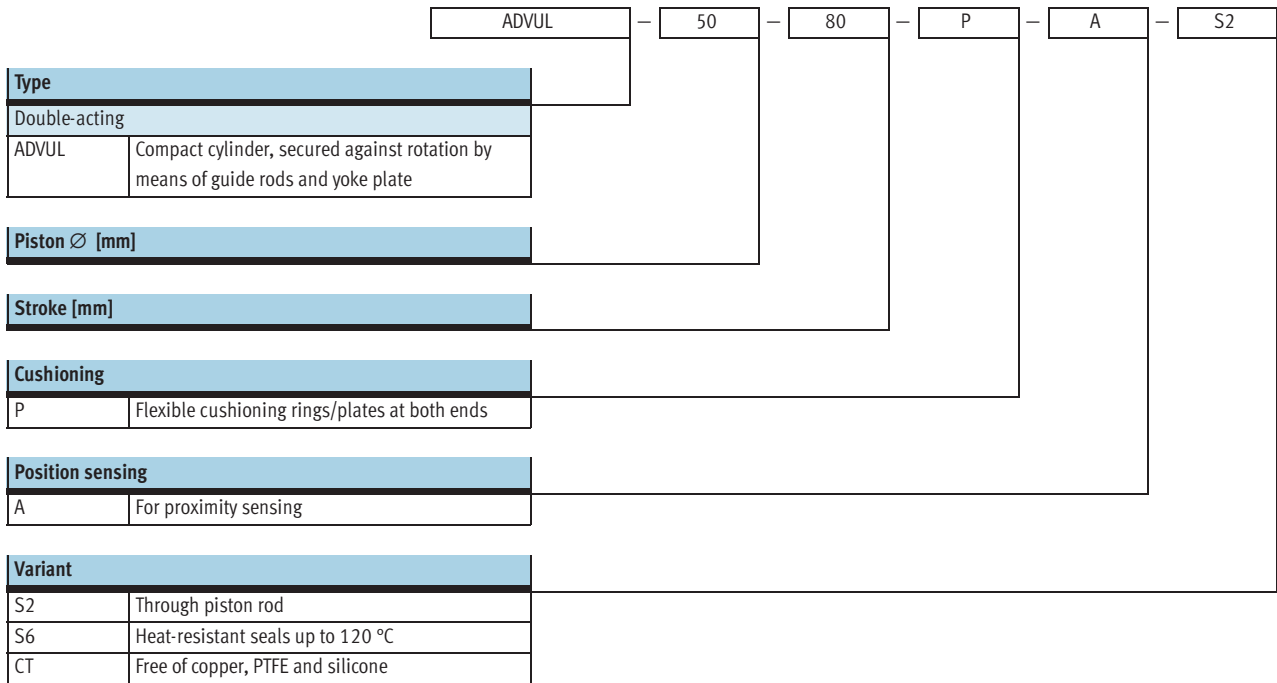 ADVUL – 50 – 80 – P – A – S2
Type
Double-acting
ADVUL Compact cylinder, secured against rotation by
means of guide rods and yoke plate
Piston ∅ [mm]
Stroke [mm]
Cushioning
P Flexible cushioning rings/plates at both ends
Position sensing
A For proximity sensing
Variant
S2 Through piston rod
S6 Heat-resistant seals up to 120 °C
CT Free of copper, PTFE and silicone